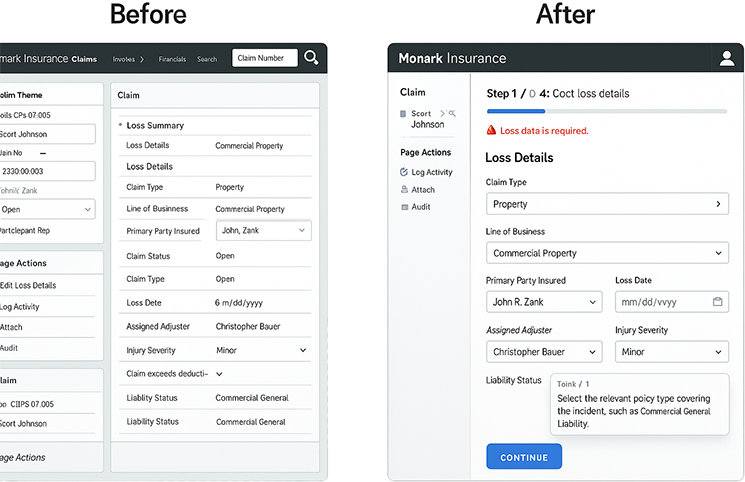 Before
mark Insurance Claims Invoies Financials Search Claim Number
olim Theme
oils CPs 07:005
Scort Johnson
Jain No —
2330:00:003
Tohnik Zank
Open
Partclepant Rep
age Actions
Edit Loss Details
Log Activity
Attach
Audit
laim
oo CIIPS 07.005
Scort Johnson
age Actions
Claim
Loss Summary
Loss Details Commercial Property
Loss Details
Claim Type Property
Line of Businness Commercial Property
Primary Party Insured John, Zank
Claim Status Open
Claim Type Open
Loss Dete 6 m/dd/yyyy
Assigned Adjuster Christopher Bauer
Injury Severity Minor
Claim exceeds deducti-
Liablity Status Commercial General
Liability Status Commercial General
After
Monark Insurance
Claim
Scort
Johnson
Page Actions
Log Activity
Attach
Audit
Step 1 / 0 4: Coct loss details
Loss data is required.
Loss Details
Claim Type
Property
Line of Business
Commercial Property
Primary Party Insured Loss Date
John R. Zank mm/dd/vvyy
Assigned Adjuster Injury Severity
Christopher Bauer Minor
Liability Status
Toink / 1
Select the relevant poicy type covering
the incident, such as Commercial General
Liability.
CONTINUE